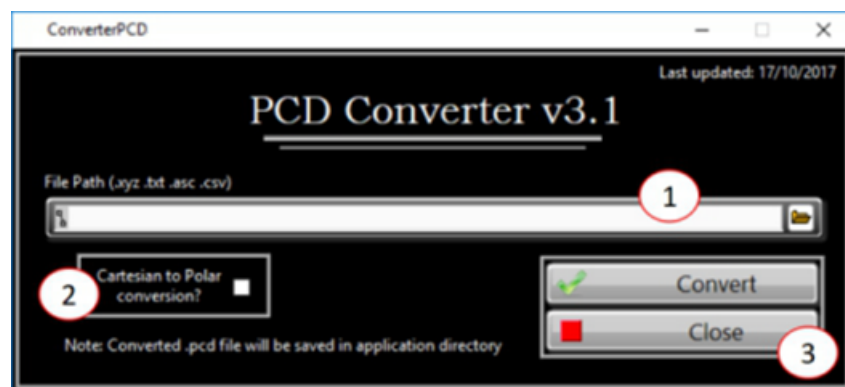 ConverterPCD
Last updated: 17/10/2017
PCD Converter v3.1
File Path (.xyz .txt .asc .csv)
1
Cartesian to Polar
conversion?
2
Convert
Close
3
Note: Converted .pcd file will be saved in application directory